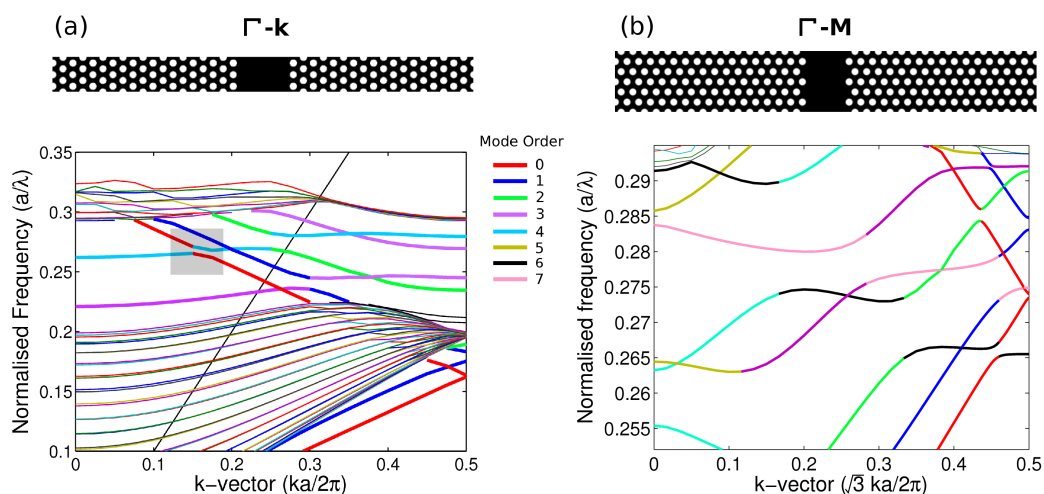 (a) Γ-k
(b) Γ-M
Mode Order
0
1
2
3
4
5
6
7
Normalised Frequency (a/λ)
0.35
0.3
0.25
0.2
0.15
0.1
0 0.1 0.2 0.3 0.4 0.5
k-vector (ka/2π)
Normalised frequency (a/λ)
0.29
0.285
0.28
0.275
0.27
0.265
0.26
0.255
0 0.1 0.2 0.3 0.4 0.5
k-vector (√3 ka/2π)